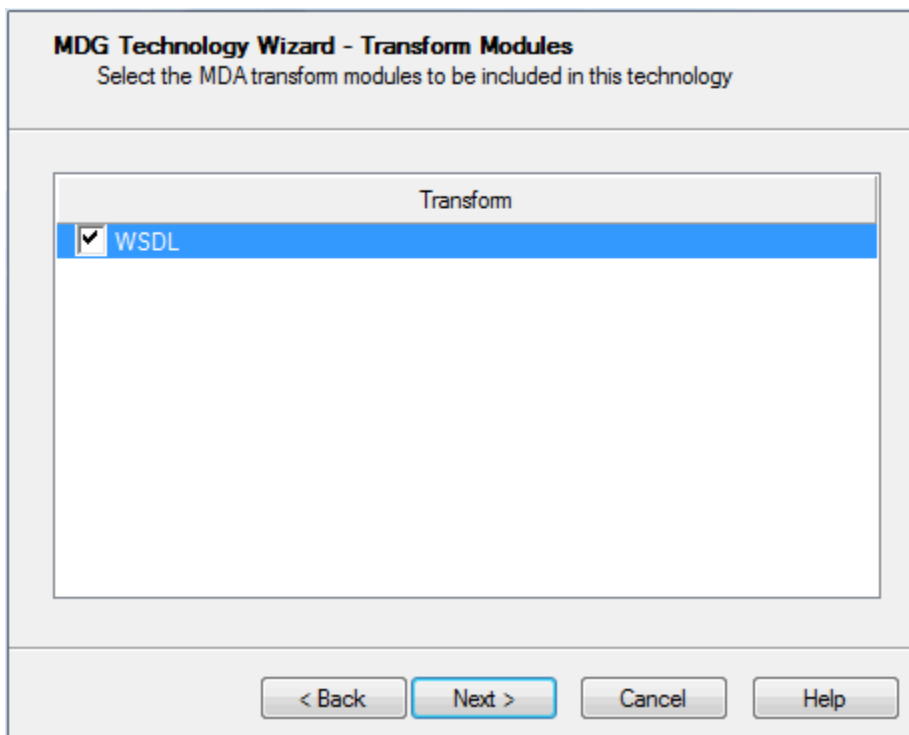 MDG Technology Wizard - Transform Modules
Select the MDA transform modules to be included in this technology
Transform
WSDL
< Back Next > Cancel Help